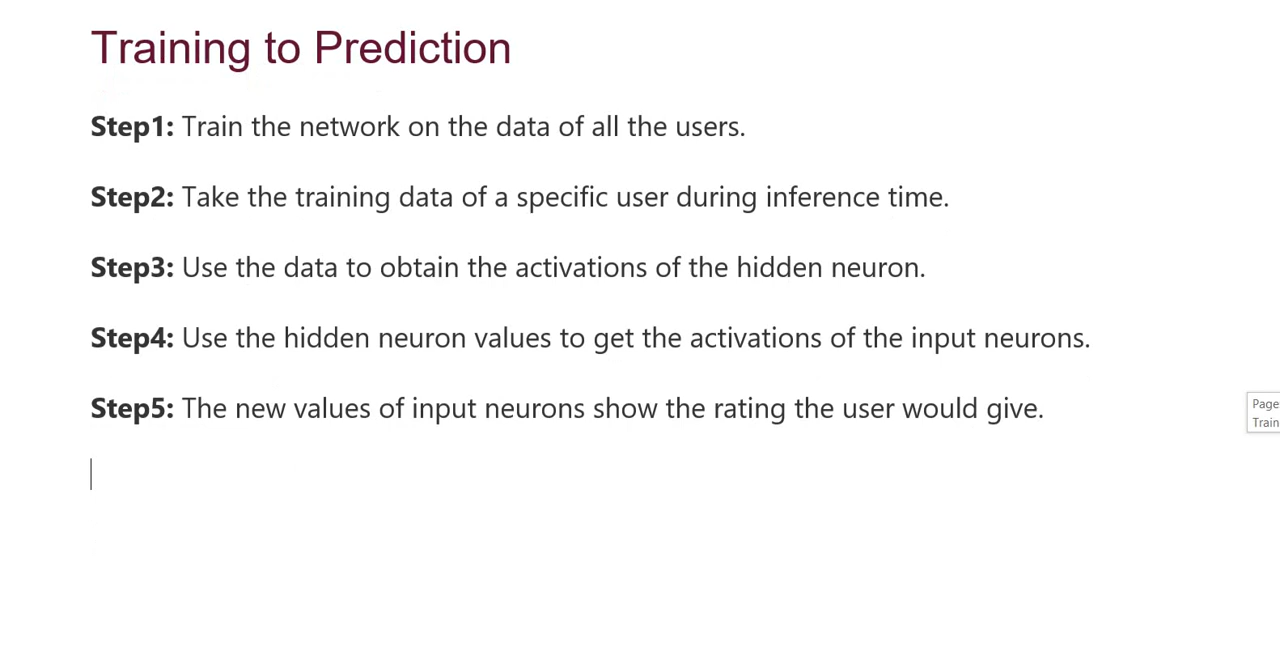 Training to Prediction
Step1: Train the network on the data of all the users.
Step2: Take the training data of a specific user during inference time.
Step3: Use the data to obtain the activations of the hidden neuron.
Step4: Use the hidden neuron values to get the activations of the input neurons.
Step5: The new values of input neurons show the rating the user would give.
Page
Train